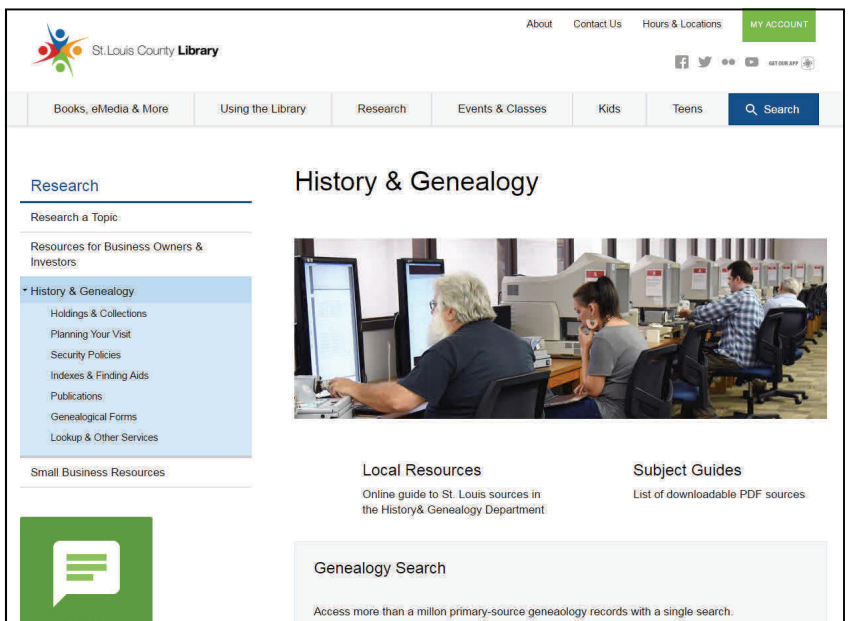 About Contact Us Hours & Locations MY ACCOUNT
St.Louis County Library
GET OUR APP
Books, eMedia & More Using the Library Research Events & Classes Kids Teens Search
Research
History & Genealogy
Research a Topic
Resources for Business Owners &
Investors
History & Genealogy
Holdings & Collections
Planning Your Visit
Security Policies
Indexes & Finding Aids
Publications
Genealogical Forms
Lookup & Other Services
Small Business Resources
Local Resources
Online guide to St. Louis sources in
the History& Genealogy Department
Subject Guides
List of downloadable PDF sources
Genealogy Search
Access more than a millon primary-source geneaology records with a single search.